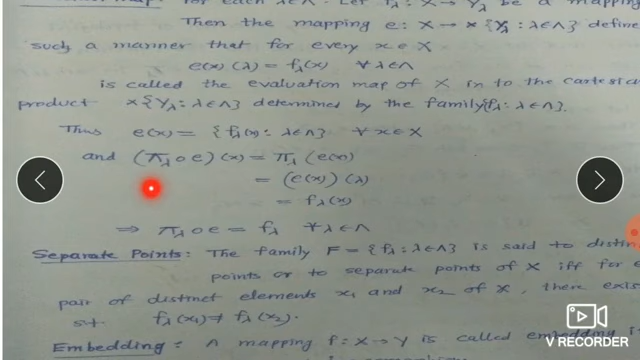 for each λ∈Λ. Let fλ: X→Yλ be a mapping
Then the mapping e: X→ ×{Yλ: λ∈Λ} define
such a manner that for every x∈X
e(x)(λ) = fλ(x) ∀λ∈Λ
is called the evaluation map of X in to the cartesia
product ×{Yλ: λ∈Λ} determined by the family {fλ: λ∈Λ}.
Thus e(x) = {fλ(x): λ∈Λ} ∀x∈X
and (πλ∘e)(x) = πλ(e(x))
= (e(x))(λ)
= fλ(x)
⇒ πλ∘e = fλ ∀λ∈Λ
Separate Points: The family F = {fλ: λ∈Λ} is said to distin
points or to separate points of X iff for e
pair of distinct elements x1 and x2 of X, there exis
s.t. fλ(x1) ≠ fλ(x2).
Embedding: A mapping f: X→Y is called embedding i
V RECORDER